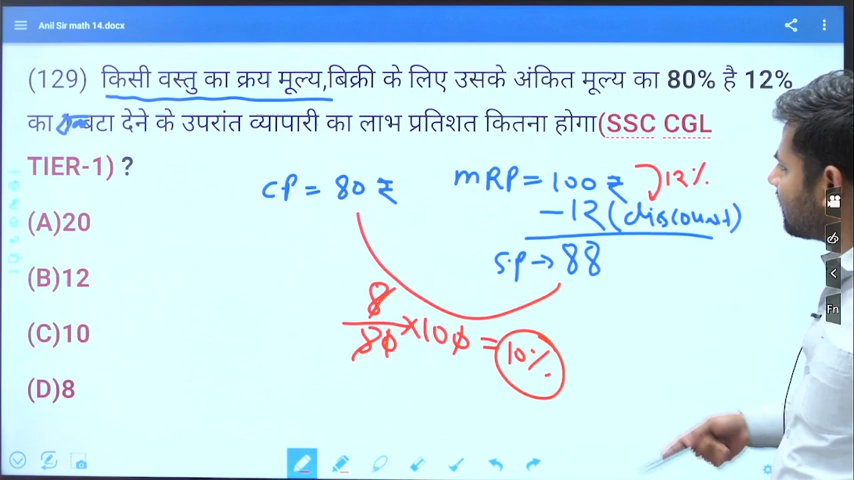 Anil Sir math 14.docx
(129) किसी वस्तु का क्रय मूल्य,बिक्री के लिए उसके अंकित मूल्य का 80% है 12%
का बटा देने के उपरांत व्यापारी का लाभ प्रतिशत कितना होगा(SSC CGL
TIER-1) ?
CP = 80 ₹
MRP = 100 ₹ 12%
-12 (discount)
S.P → 88
(A)20
(B)12
(C)10
(D)8
8/80 × 100 = 10%
Fn